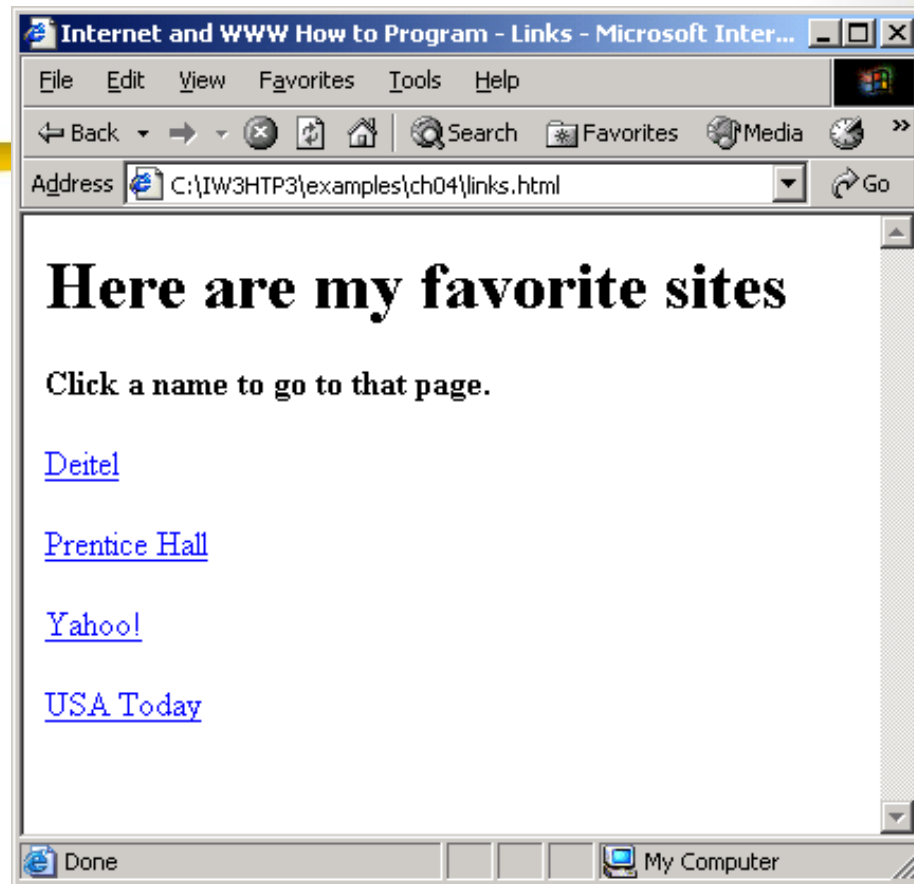 Internet and WWW How to Program - Links - Microsoft Inter...
File Edit View Favorites Tools Help
Back Search Favorites Media »
Address C:\IW3HTP3\examples\ch04\links.html Go
Here are my favorite sites
Click a name to go to that page.
Deitel
Prentice Hall
Yahoo!
USA Today
Done My Computer